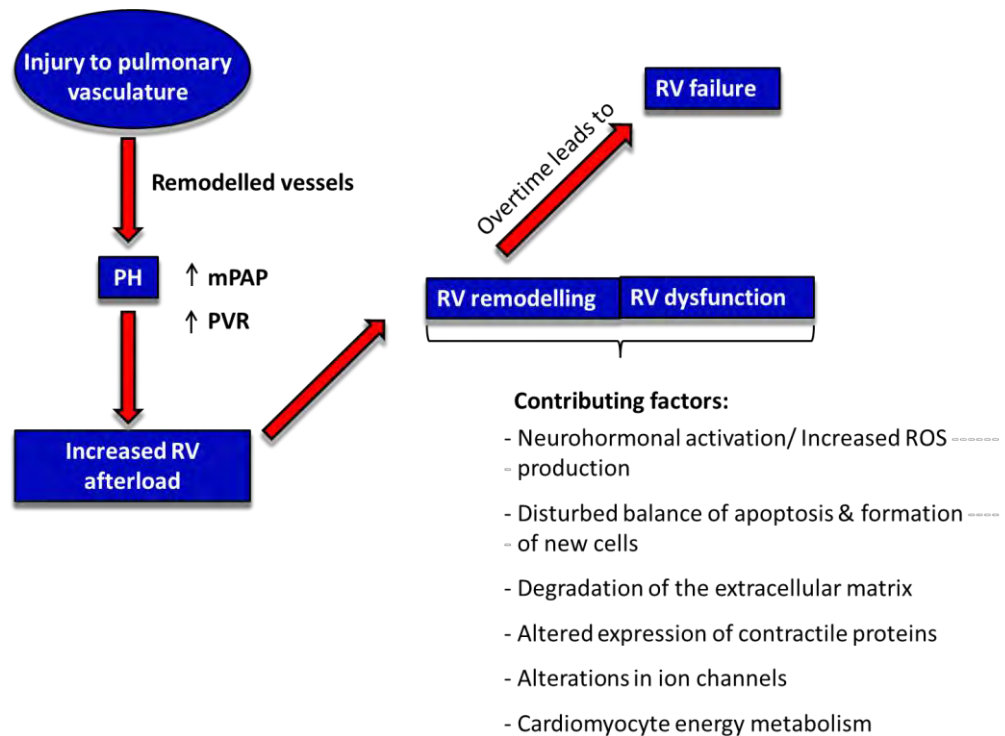 Injury to pulmonary
vasculature
Remodelled vessels
PH
↑ mPAP
↑ PVR
Increased RV
afterload
RV failure
Overtime leads to
RV remodelling
RV dysfunction
Contributing factors:
- Neurohormonal activation/ Increased ROS ------
- production
- Disturbed balance of apoptosis & formation ----
- of new cells
- Degradation of the extracellular matrix
- Altered expression of contractile proteins
- Alterations in ion channels
- Cardiomyocyte energy metabolism